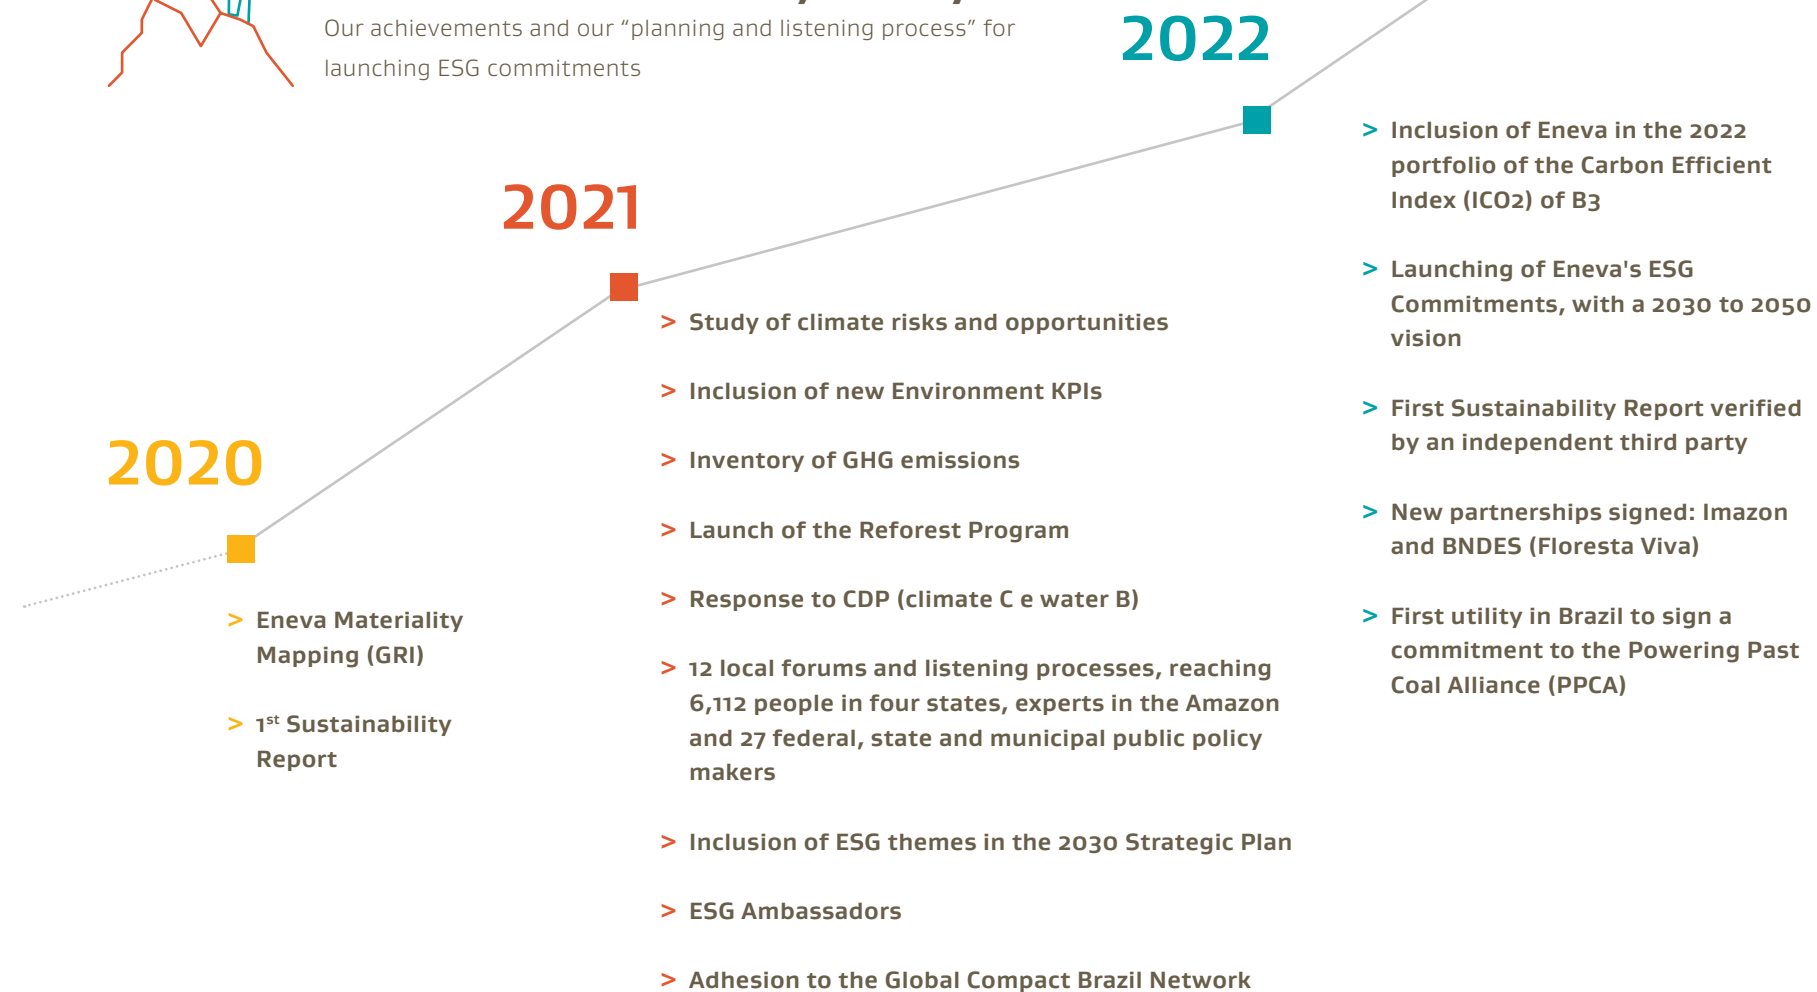 Our achievements and our “planning and listening process” for
launching ESG commitments
2022
> Inclusion of Eneva in the 2022
portfolio of the Carbon Efficient
Index (ICO2) of B3
> Launching of Eneva's ESG
Commitments, with a 2030 to 2050
vision
> First Sustainability Report verified
by an independent third party
> New partnerships signed: Imazon
and BNDES (Floresta Viva)
> First utility in Brazil to sign a
commitment to the Powering Past
Coal Alliance (PPCA)
2021
> Study of climate risks and opportunities
> Inclusion of new Environment KPIs
> Inventory of GHG emissions
> Launch of the Reforest Program
> Response to CDP (climate C e water B)
> 12 local forums and listening processes, reaching
6,112 people in four states, experts in the Amazon
and 27 federal, state and municipal public policy
makers
> Inclusion of ESG themes in the 2030 Strategic Plan
> ESG Ambassadors
> Adhesion to the Global Compact Brazil Network
2020
> Eneva Materiality
Mapping (GRI)
> 1st Sustainability
Report